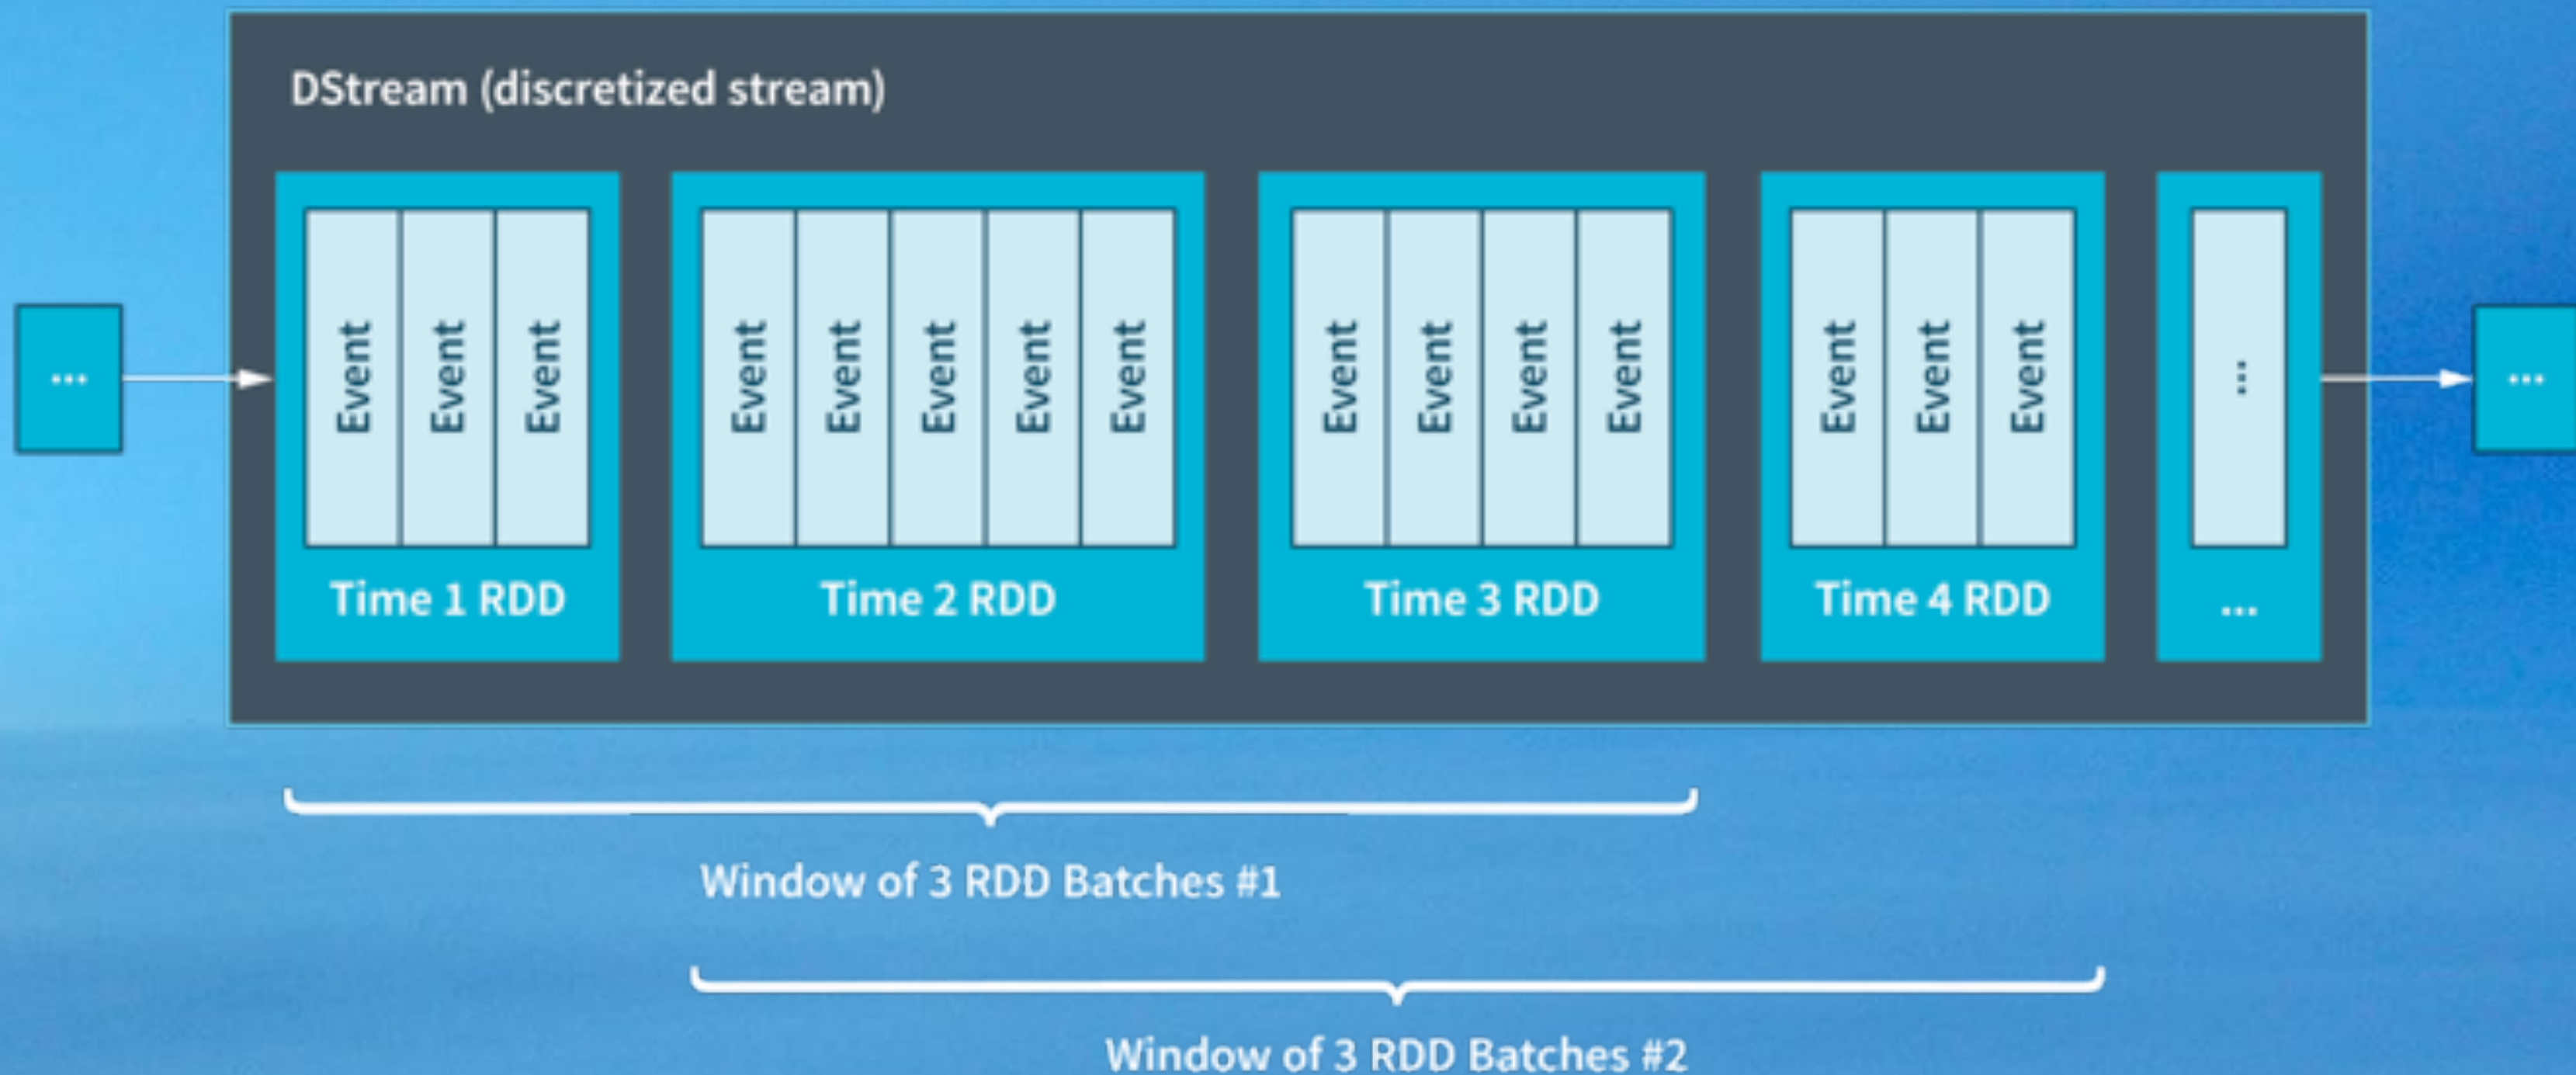 DStream (discretized stream)
...
Event
Event
Event
Time 1 RDD
Event
Event
Event
Event
Event
Time 2 RDD
Event
Event
Event
Event
Time 3 RDD
Event
Event
Event
Time 4 RDD
...
...
...
Window of 3 RDD Batches #1
Window of 3 RDD Batches #2